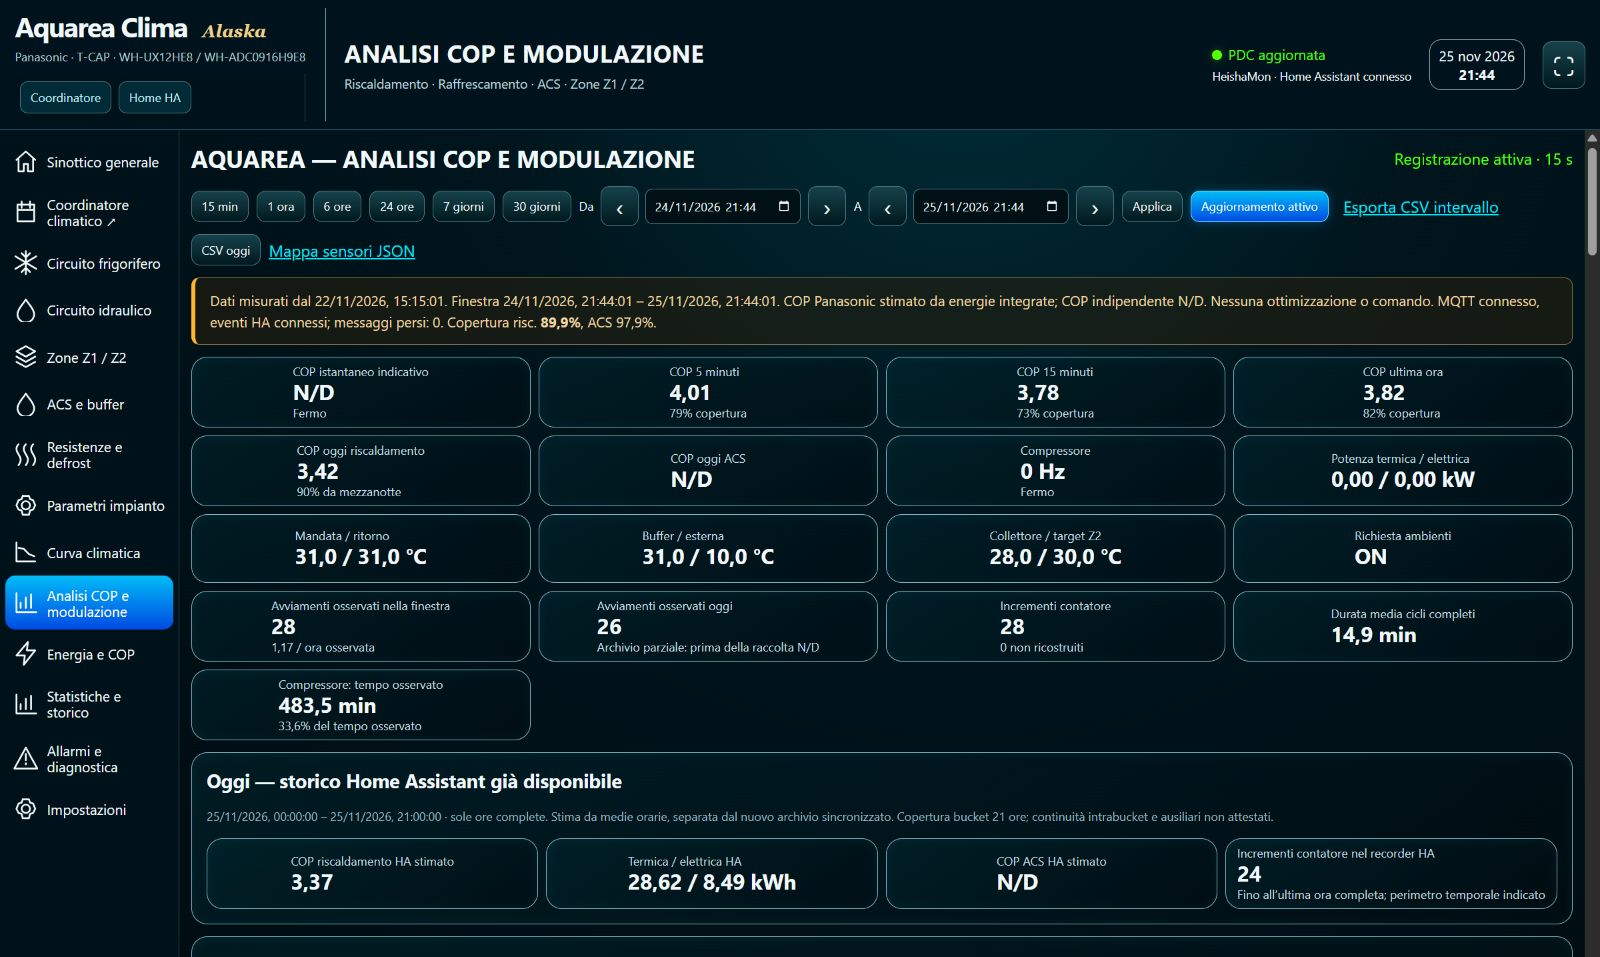 Aquarea Clima Alaska
Panasonic · T-CAP · WH-UX12HE8 / WH-ADC0916H9E8
Coordinatore
Home HA
ANALISI COP E MODULAZIONE
Riscaldamento · Raffrescamento · ACS · Zone Z1 / Z2
PDC aggiornata
HeishaMon · Home Assistant connesso
25 nov 2026
21:44
Sinottico generale
Coordinatore
climatico ↗
Circuito frigorifero
Circuito idraulico
Zone Z1 / Z2
ACS e buffer
Resistenze e
defrost
Parametri impianto
Curva climatica
Analisi COP e
modulazione
Energia e COP
Statistiche e
storico
Allarmi e
diagnostica
Impostazioni
AQUAREA — ANALISI COP E MODULAZIONE
Registrazione attiva · 15 s
15 min
1 ora
6 ore
24 ore
7 giorni
30 giorni
Da
‹
24/11/2026 21:44
›
A
‹
25/11/2026 21:44
›
Applica
Aggiornamento attivo
Esporta CSV intervallo
CSV oggi
Mappa sensori JSON
Dati misurati dal 22/11/2026, 15:15:01. Finestra 24/11/2026, 21:44:01 – 25/11/2026, 21:44:01. COP Panasonic stimato da energie integrate; COP indipendente N/D. Nessuna ottimizzazione o comando. MQTT connesso,
eventi HA connessi; messaggi persi: 0. Copertura risc. 89,9%, ACS 97,9%.
COP istantaneo indicativo
N/D
Fermo
COP 5 minuti
4,01
79% copertura
COP 15 minuti
3,78
73% copertura
COP ultima ora
3,82
82% copertura
COP oggi riscaldamento
3,42
90% da mezzanotte
COP oggi ACS
N/D
Compressore
0 Hz
Fermo
Potenza termica / elettrica
0,00 / 0,00 kW
Mandata / ritorno
31,0 / 31,0 °C
Buffer / esterna
31,0 / 10,0 °C
Collettore / target Z2
28,0 / 30,0 °C
Richiesta ambienti
ON
Avviamenti osservati nella finestra
28
1,17 / ora osservata
Avviamenti osservati oggi
26
Archivio parziale: prima della raccolta N/D
Incrementi contatore
28
0 non ricostruiti
Durata media cicli completi
14,9 min
Compressore: tempo osservato
483,5 min
33,6% del tempo osservato
Oggi — storico Home Assistant già disponibile
25/11/2026, 00:00:00 – 25/11/2026, 21:00:00 · sole ore complete. Stima da medie orarie, separata dal nuovo archivio sincronizzato. Copertura bucket 21 ore; continuità intrabucket e ausiliari non attestati.
COP riscaldamento HA stimato
3,37
Termica / elettrica HA
28,62 / 8,49 kWh
COP ACS HA stimato
N/D
Incrementi contatore nel recorder HA
24
Fino all'ultima ora completa; perimetro temporale indicato